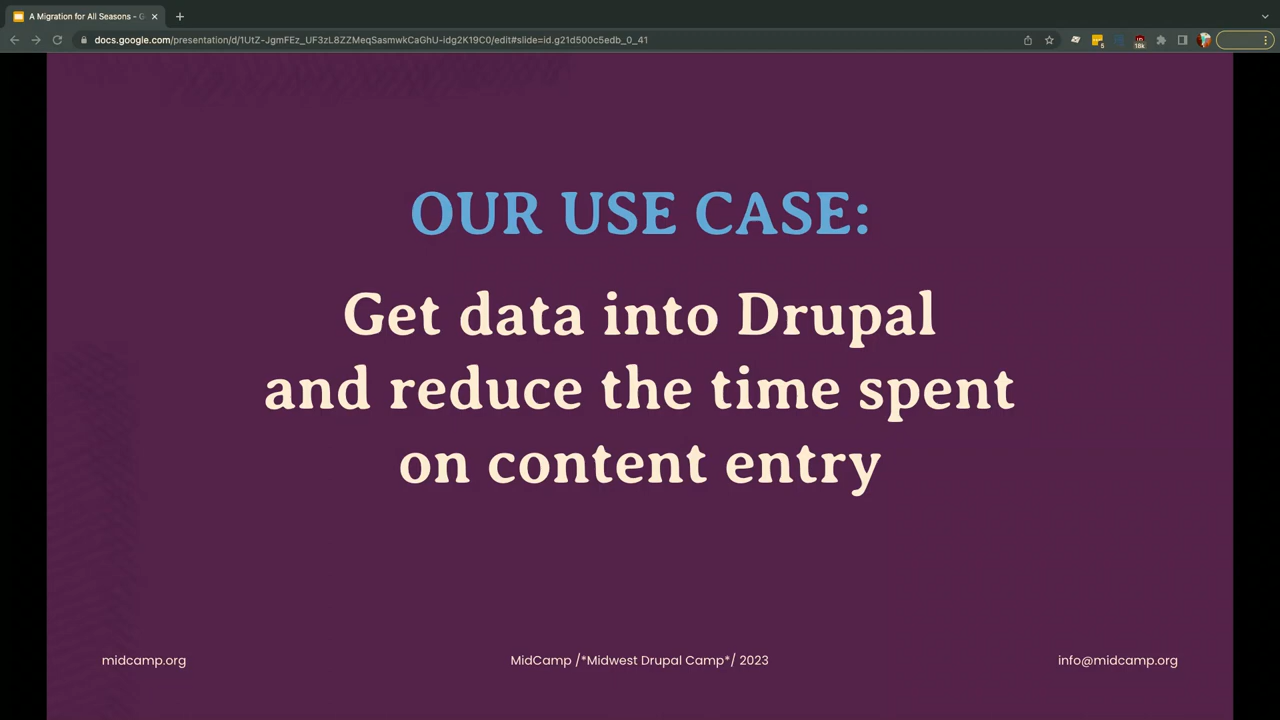 A Migration for All Seasons - G
docs.google.com/presentation/d/1UtZ-JgmFEz_UF3zL8ZZMeqSasmwkCaGhU-idg2K19C0/edit#slide=id.g21d500c5edb_0_41
5
18k
OUR USE CASE:
Get data into Drupal
and reduce the time spent
on content entry
midcamp.org
MidCamp /*Midwest Drupal Camp*/ 2023
info@midcamp.org